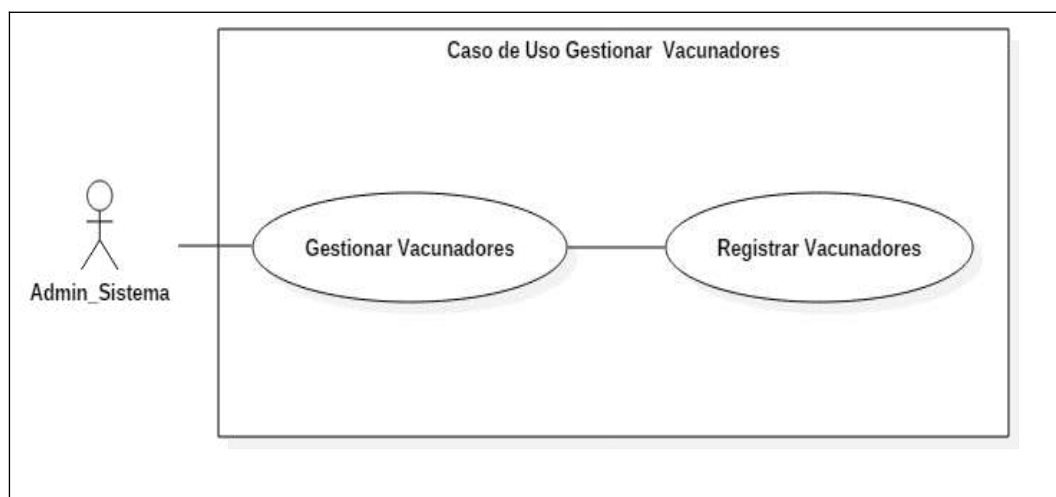 Caso de Uso Gestionar Vacunadores
Gestionar Vacunadores
Registrar Vacunadores
Admin_Sistema